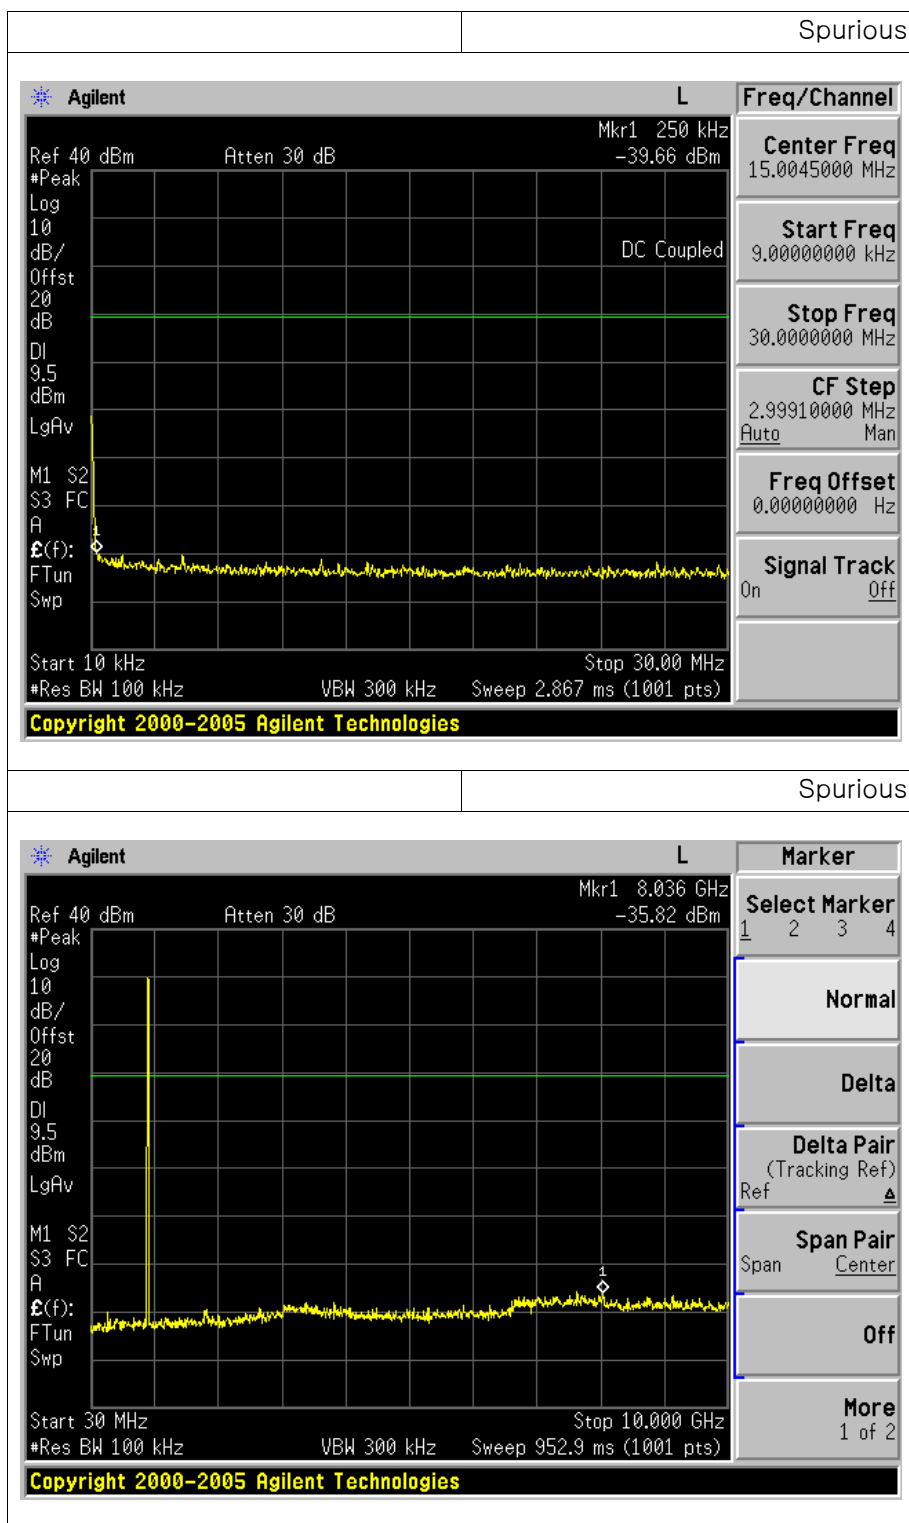 Spurious
Agilent L Freq/Channel
Mkr1 250 kHz
Ref 40 dBm Atten 30 dB −39.66 dBm
#Peak
Log
10
dB/
Offst
20
dB
DI
9.5
dBm
LgAv
M1 S2
S3 FC
A
£(f):
FTun
Swp
DC Coupled
1
Start 10 kHz Stop 30.00 MHz
#Res BW 100 kHz VBW 300 kHz Sweep 2.867 ms (1001 pts)
Center Freq
15.0045000 MHz
Start Freq
9.00000000 kHz
Stop Freq
30.0000000 MHz
CF Step
2.99910000 MHz
Auto Man
Freq Offset
0.00000000 Hz
Signal Track
On Off
Copyright 2000-2005 Agilent Technologies
Spurious
Agilent L Marker
Mkr1 8.036 GHz
Ref 40 dBm Atten 30 dB −35.82 dBm
#Peak
Log
10
dB/
Offst
20
dB
DI
9.5
dBm
LgAv
M1 S2
S3 FC
A
£(f):
FTun
Swp
1
Start 30 MHz Stop 10.000 GHz
#Res BW 100 kHz VBW 300 kHz Sweep 952.9 ms (1001 pts)
Select Marker
1 2 3 4
Normal
Delta
Delta Pair
(Tracking Ref)
Ref Δ
Span Pair
Span Center
Off
More
1 of 2
Copyright 2000-2005 Agilent Technologies